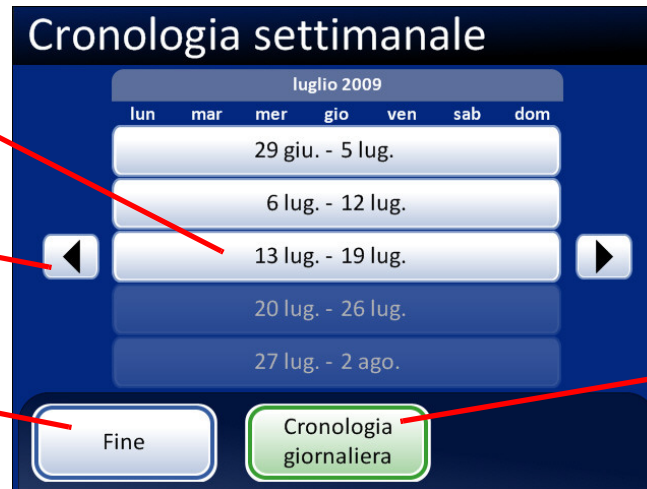 Cronologia settimanale
luglio 2009
lun mar mer gio ven sab dom
29 giu. - 5 lug.
6 lug. - 12 lug.
13 lug. - 19 lug.
20 lug. - 26 lug.
27 lug. - 2 ago.
Fine
Cronologia
giornaliera